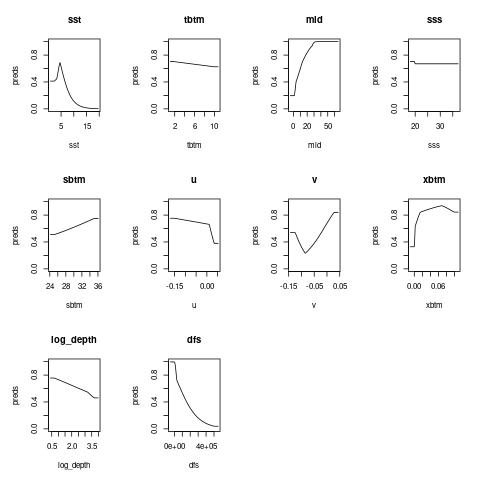 sst tbtm mld sss
preds 0.0 0.4 0.8 preds 0.0 0.4 0.8 preds 0.0 0.4 0.8 preds 0.0 0.4 0.8
5 15 2 6 10 0 20 50 20 30
sst tbtm mld sss
sbtm u v xbtm
preds 0.0 0.4 0.8 preds 0.0 0.4 0.8 preds 0.0 0.4 0.8 preds 0.0 0.4 0.8
24 28 32 36 -0.15 0.00 -0.15 -0.05 0.05 0.00 0.06
sbtm u v xbtm
log_depth dfs
preds 0.0 0.4 0.8 preds 0.0 0.4 0.8
0.5 2.0 3.5 0e+00 4e+05
log_depth dfs